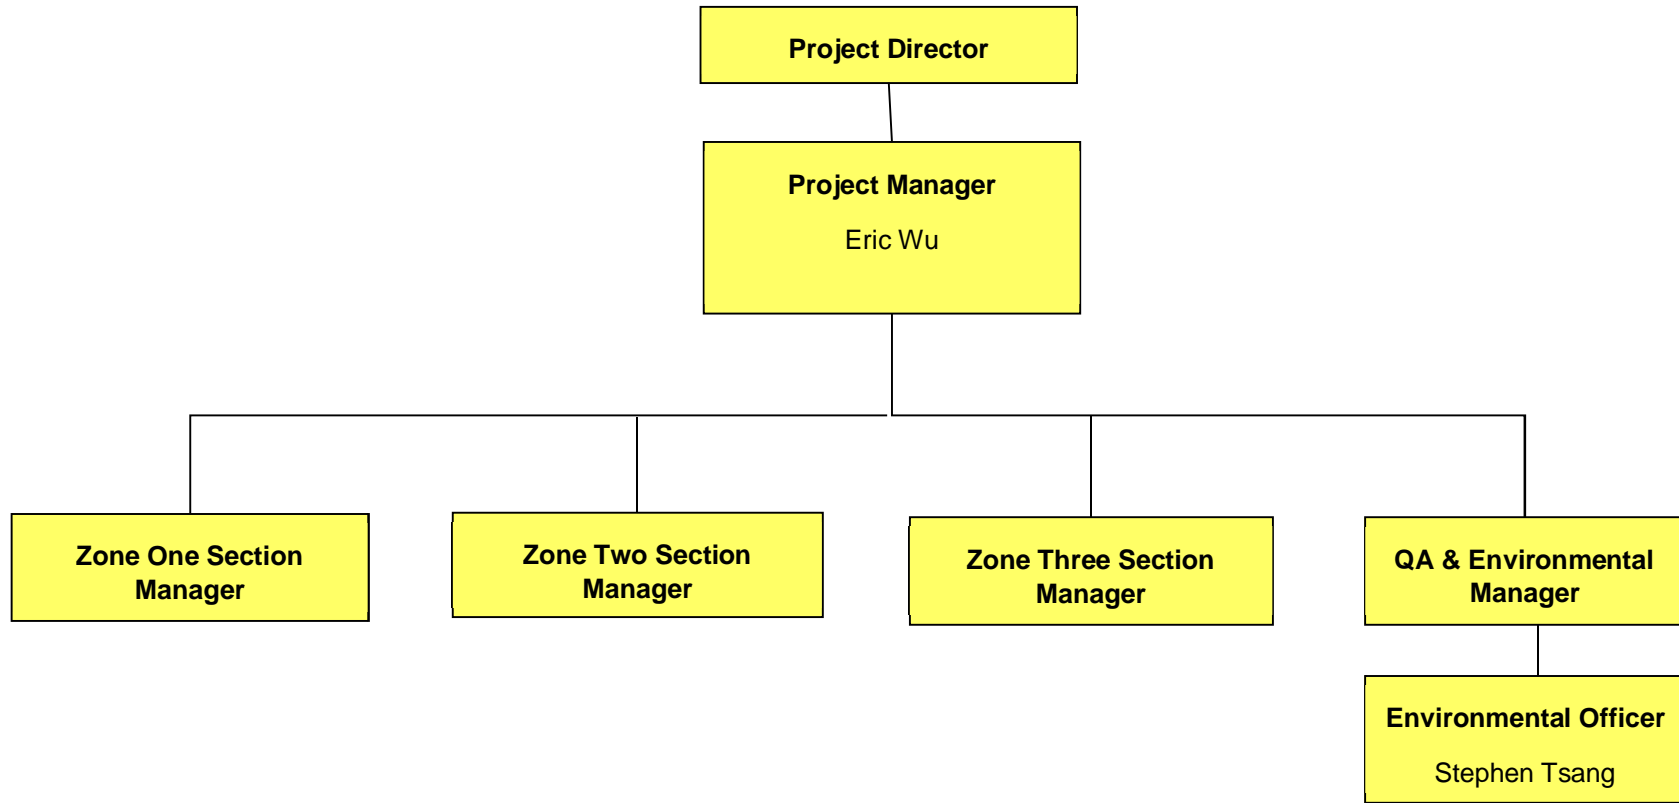 Project Director
Project Manager
Eric Wu
Zone One Section
Manager
Zone Two Section
Manager
Zone Three Section
Manager
QA & Environmental
Manager
Environmental Officer
Stephen Tsang